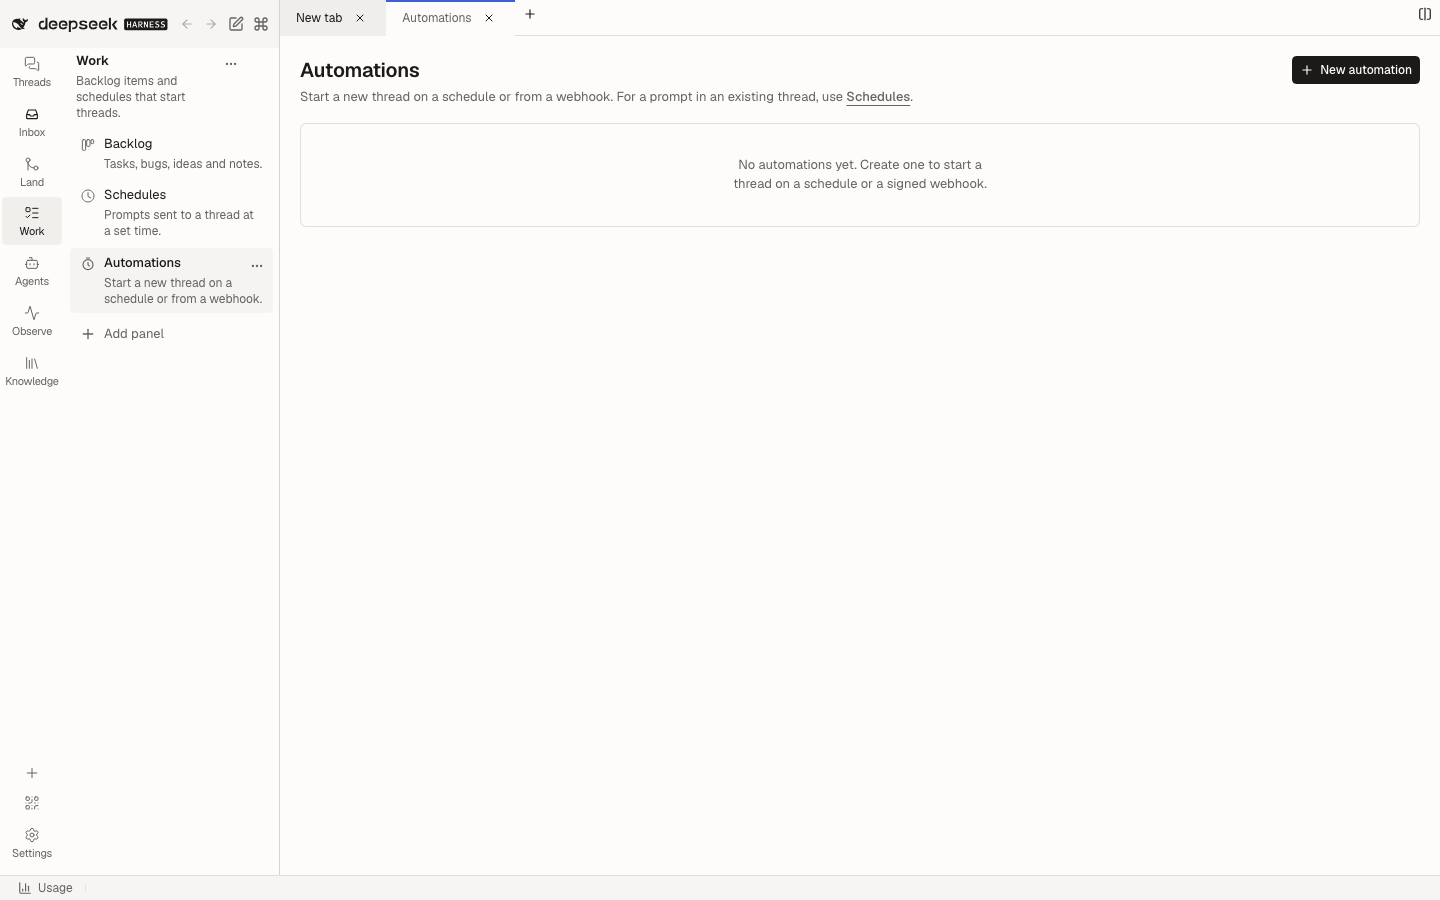 deepseek HARNESS
New tab
Automations
Threads
Inbox
Land
Work
Agents
Observe
Knowledge
Work
Backlog items and
schedules that start
threads.
Backlog
Tasks, bugs, ideas and notes.
Schedules
Prompts sent to a thread at
a set time.
Automations
Start a new thread on a
schedule or from a webhook.
Add panel
Automations
New automation
Start a new thread on a schedule or from a webhook. For a prompt in an existing thread, use Schedules.
No automations yet. Create one to start a
thread on a schedule or a signed webhook.
Settings
Usage